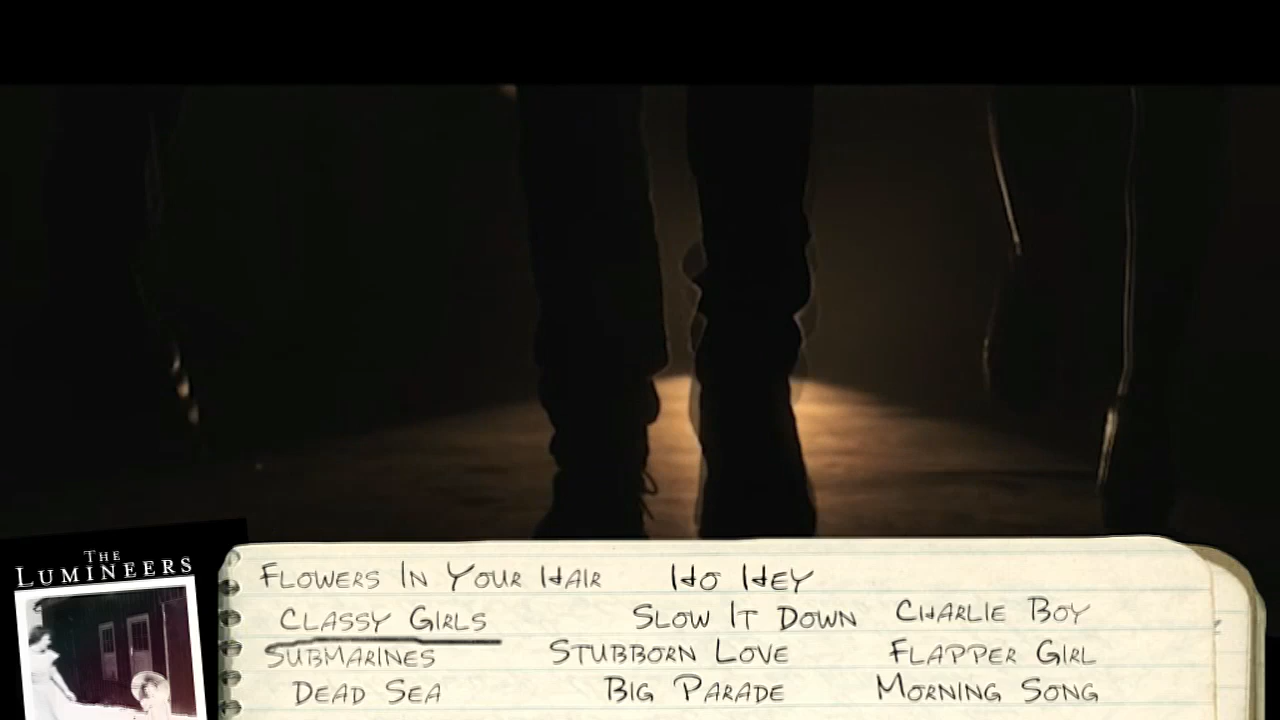 THE
LUMINEERS
FLOWERS IN YOUR HAIR HO HEY
CLASSY GIRLS SLOW IT DOWN CHARLIE BOY
SUBMARINES STUBBORN LOVE FLAPPER GIRL
DEAD SEA BIG PARADE MORNING SONG